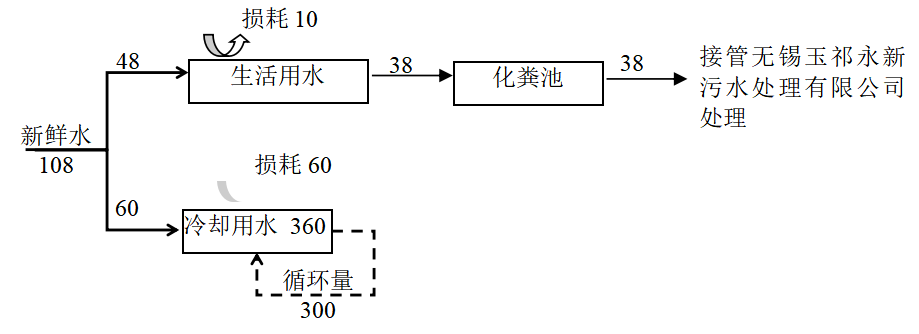 损耗 10
48
生活用水
38
化粪池
38
接管无锡玉祁永新
污水处理有限公司
处理
新鲜水
108
损耗 60
60
冷却用水 360
循环量
300